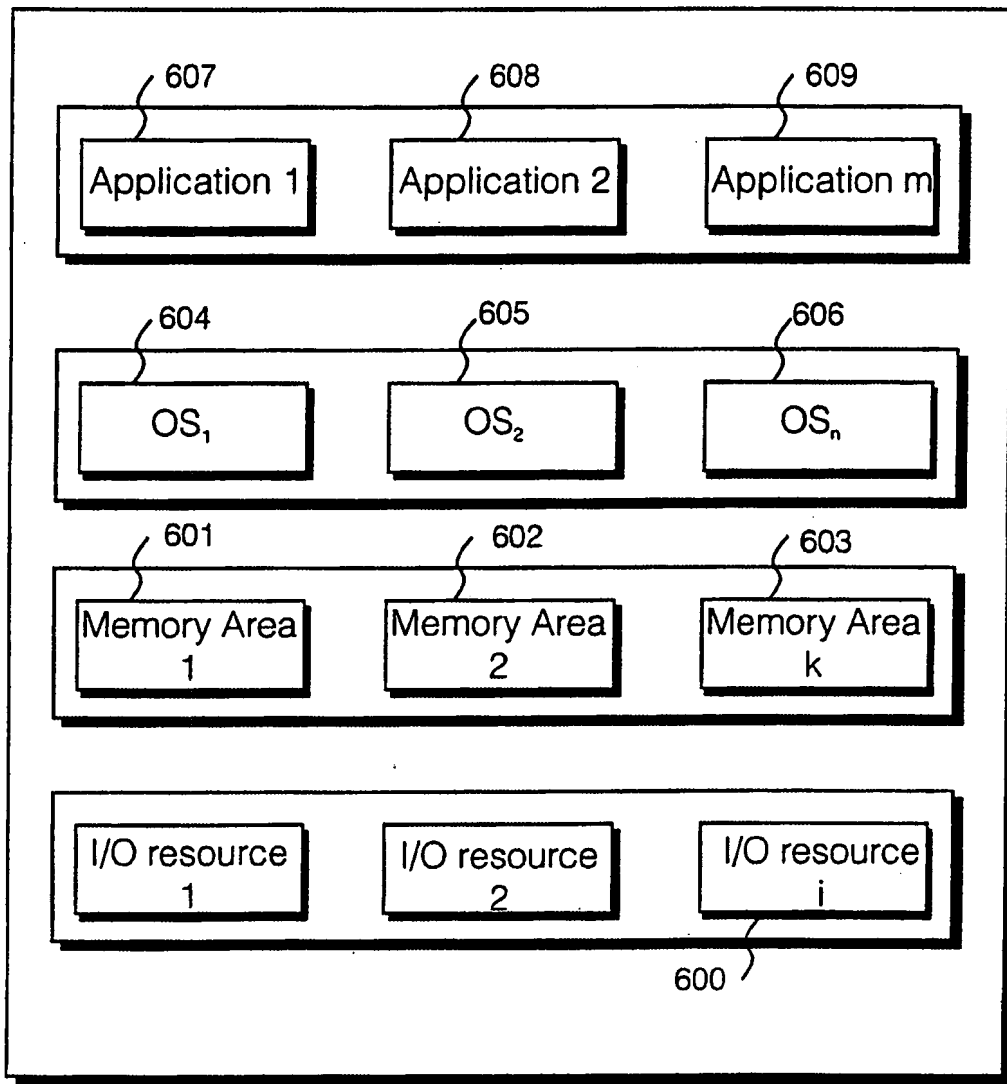 607 608 609
Application 1 Application 2 Application m
604 605 606
OS₁ OS₂ OSₙ
601 602 603
Memory Area Memory Area Memory Area
1 2 k
I/O resource I/O resource I/O resource
1 2 i
600